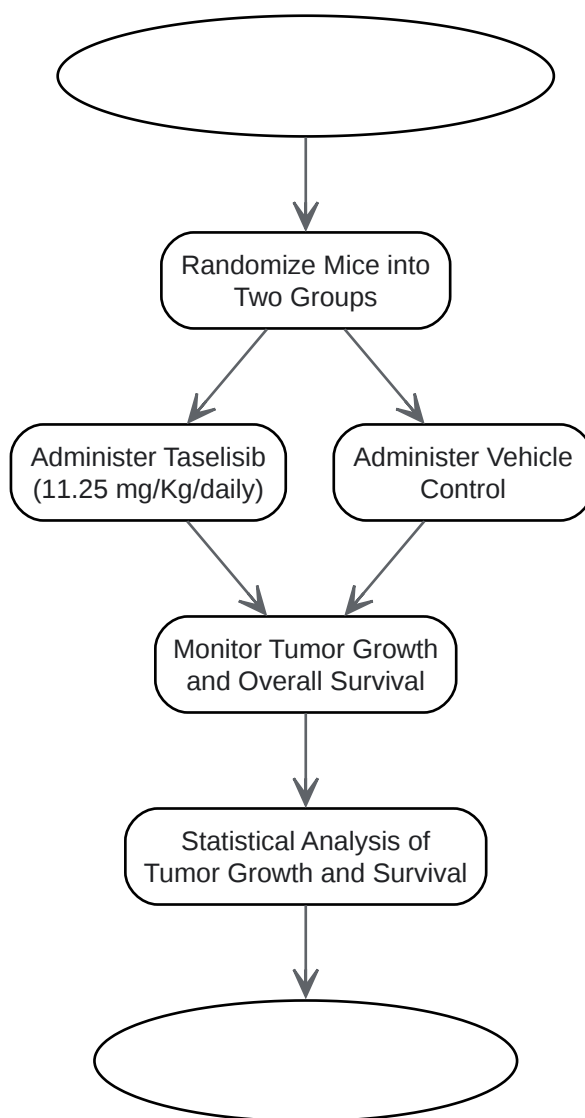 Randomize Mice into
Two Groups
Administer Taselisib
(11.25 mg/Kg/daily)
Administer Vehicle
Control
Monitor Tumor Growth
and Overall Survival
Statistical Analysis of
Tumor Growth and Survival